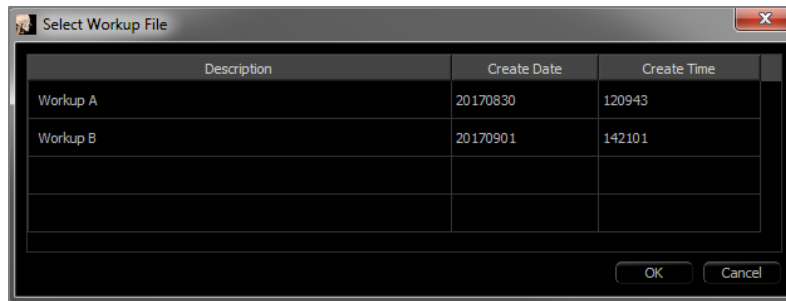 Select Workup File
Description Create Date Create Time
Workup A 20170830 120943
Workup B 20170901 142101
OK Cancel